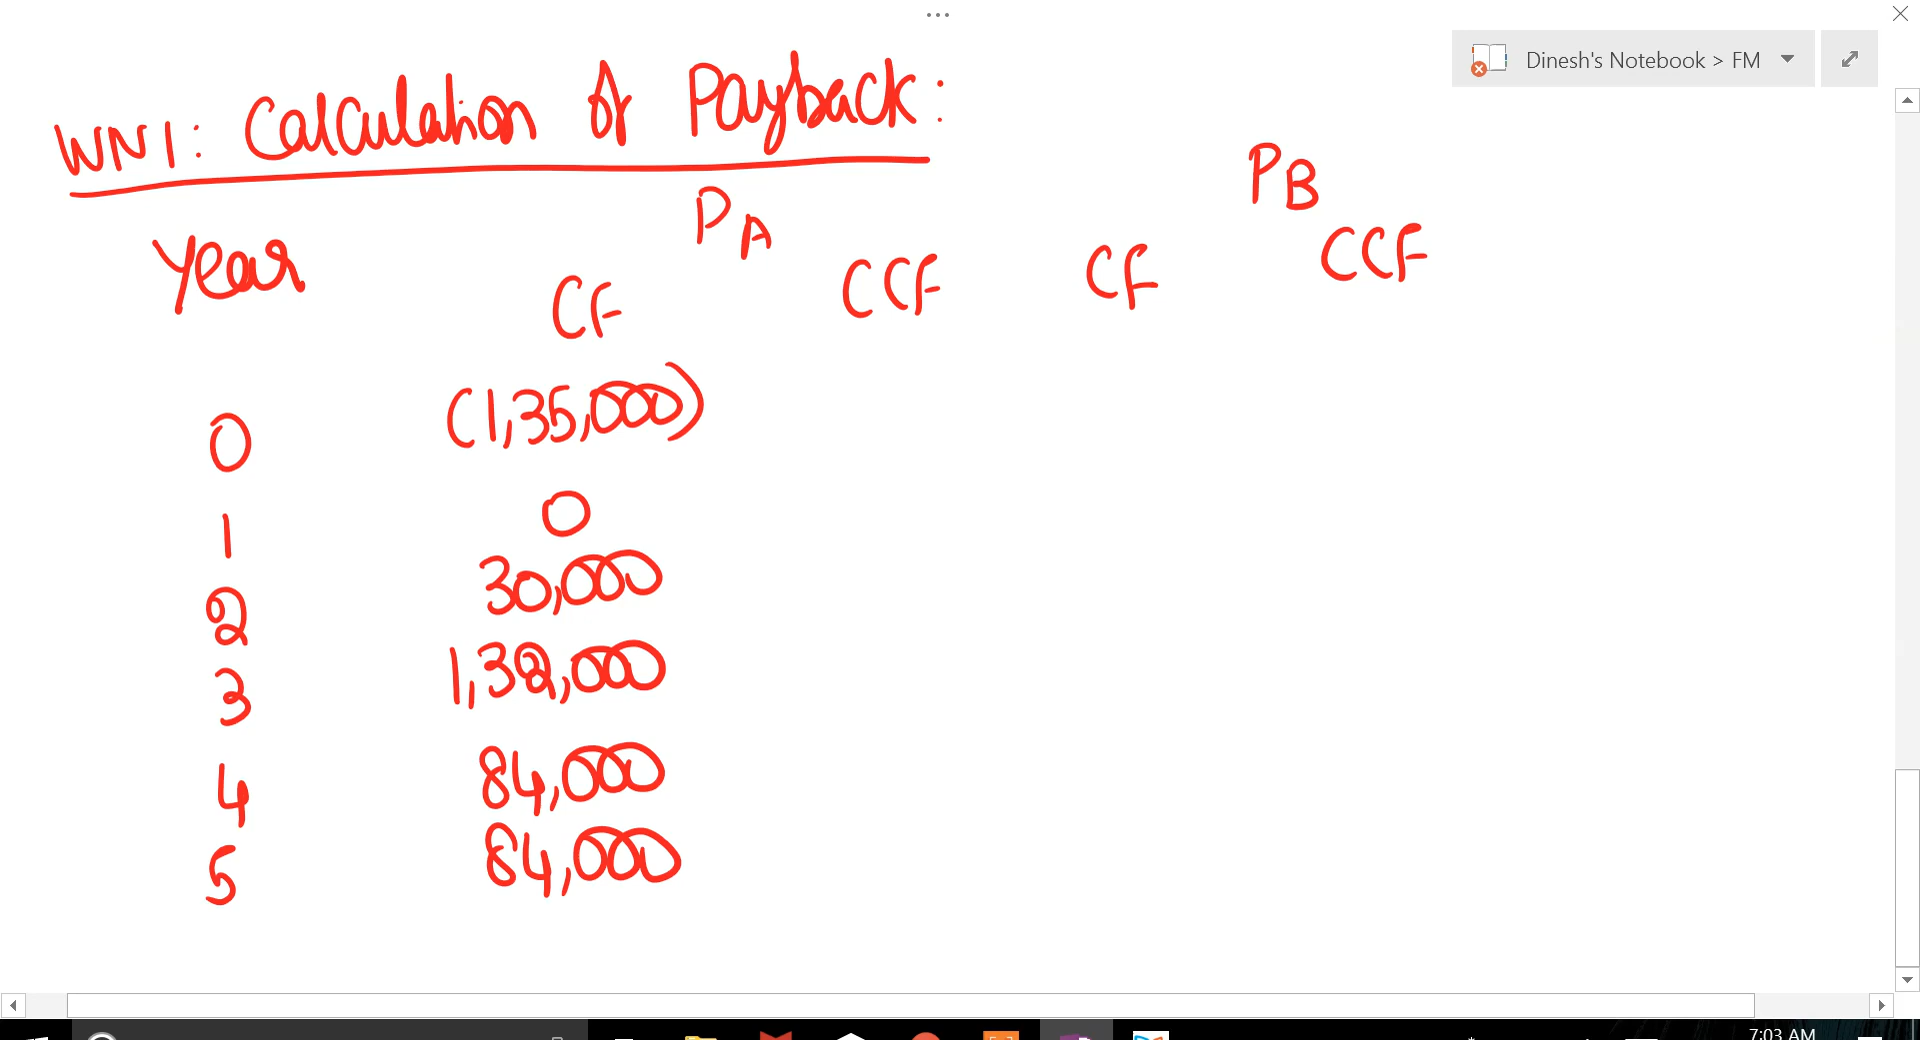 Dinesh's Notebook > FM
WN1: Calculation of Payback:
PA PB
Year CF CCF CF CCF
0 (1,35,000)
1 0
2 30,000
3 1,32,000
4 84,000
5 84,000
7:03 AM